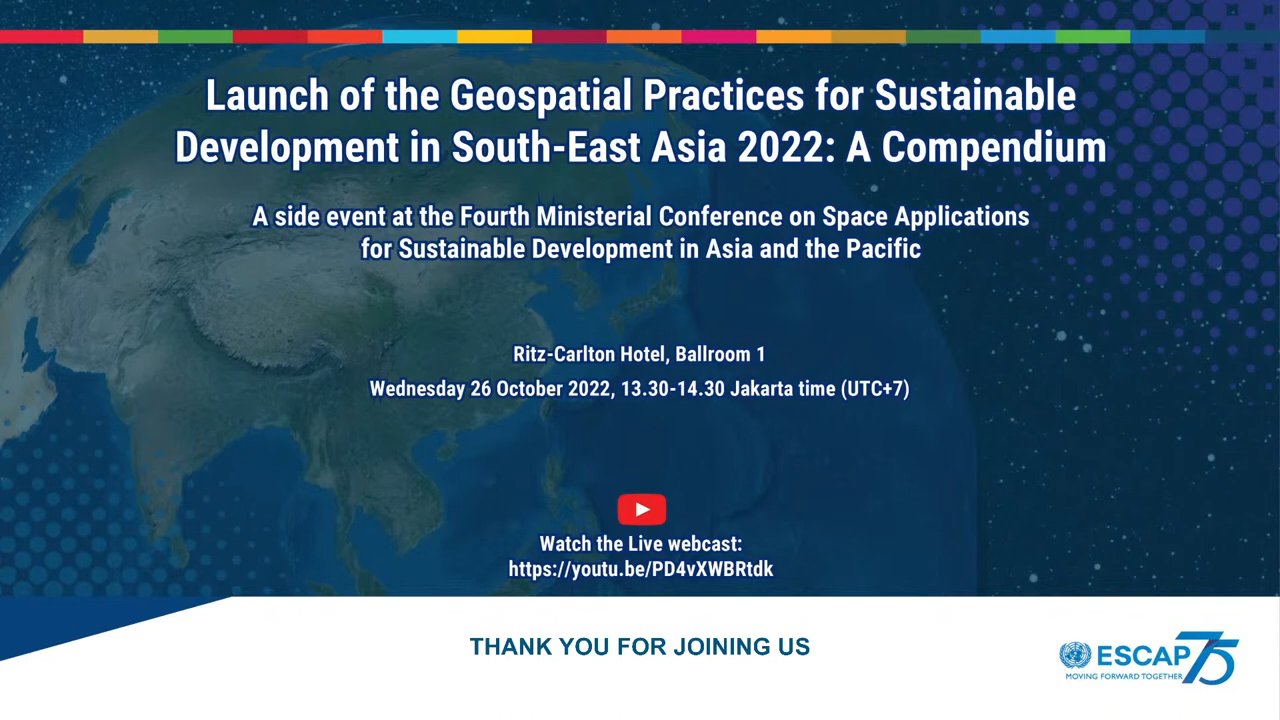 Launch of the Geospatial Practices for Sustainable
Development in South-East Asia 2022: A Compendium
A side event at the Fourth Ministerial Conference on Space Applications
for Sustainable Development in Asia and the Pacific
Ritz-Carlton Hotel, Ballroom 1
Wednesday 26 October 2022, 13.30-14.30 Jakarta time (UTC+7)
Watch the Live webcast:
https://youtu.be/PD4vXWBRtdk
THANK YOU FOR JOINING US
ESCAP 75
MOVING FORWARD TOGETHER